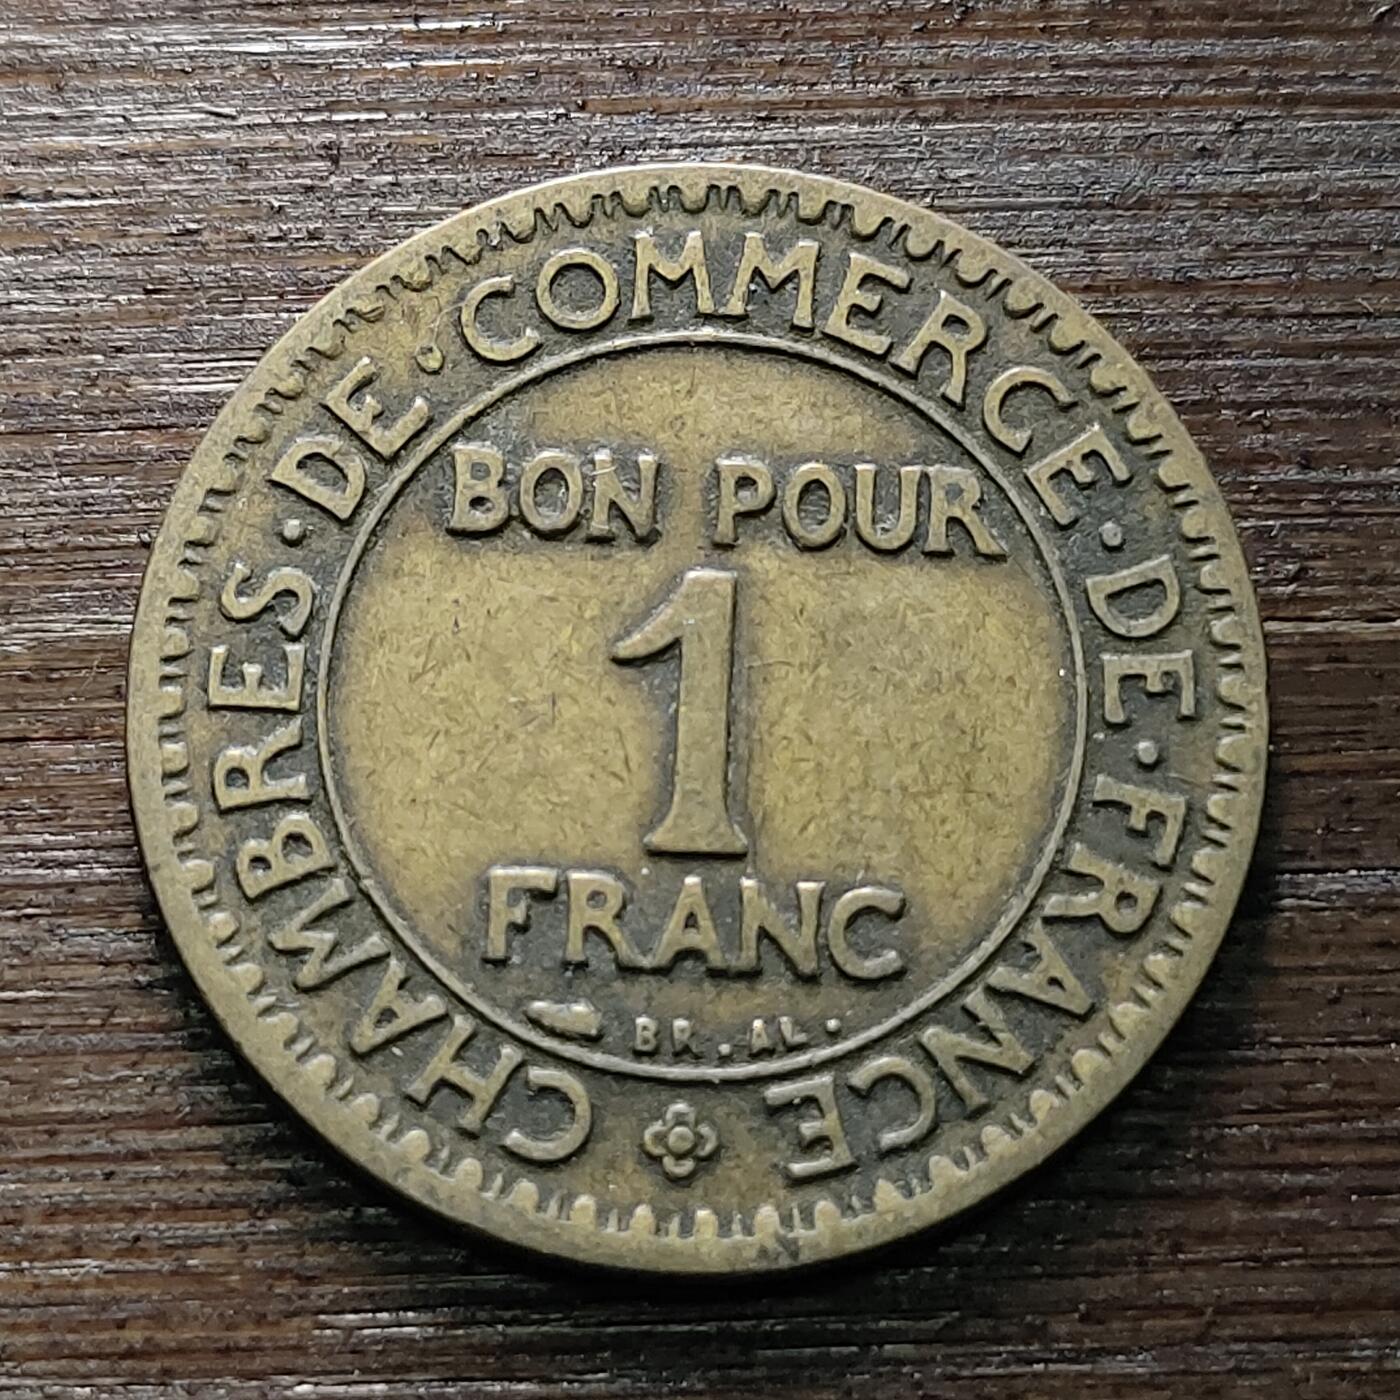 CHAMBRES·DE·COMMERCE·DE·FRANCE
BON POUR
1
FRANC
BR. AL.